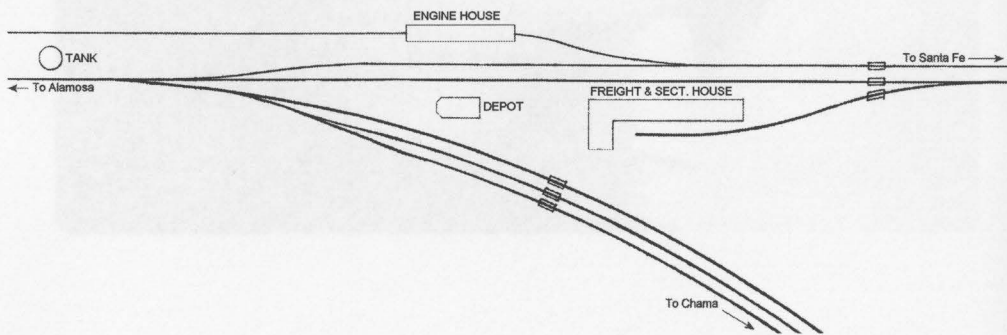 ENGINE HOUSE
TANK
To Santa Fe
To Alamosa
FREIGHT & SECT. HOUSE
DEPOT
To Chama